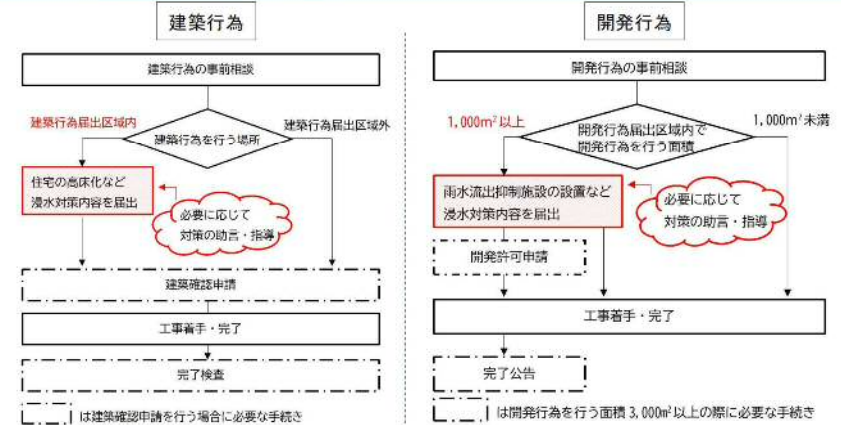 建築行為
建築行為の事前相談
建築行為届出区域内
建築行為を行う場所
建築行為届出区域外
住宅の高床化など
浸水対策内容を届出
必要に応じて
対策の助言・指導
建築確認申請
工事着手・完了
完了検査
は建築確認申請を行う場合に必要な手続き
開発行為
開発行為の事前相談
1,000m²以上
開発行為届出区域内で
開発行為を行う面積
1,000m²未満
雨水流出抑制施設の設置など
浸水対策内容を届出
必要に応じて
対策の助言・指導
開発許可申請
工事着手・完了
完了公告
は開発行為を行う面積3,000m²以上の際に必要な手続き